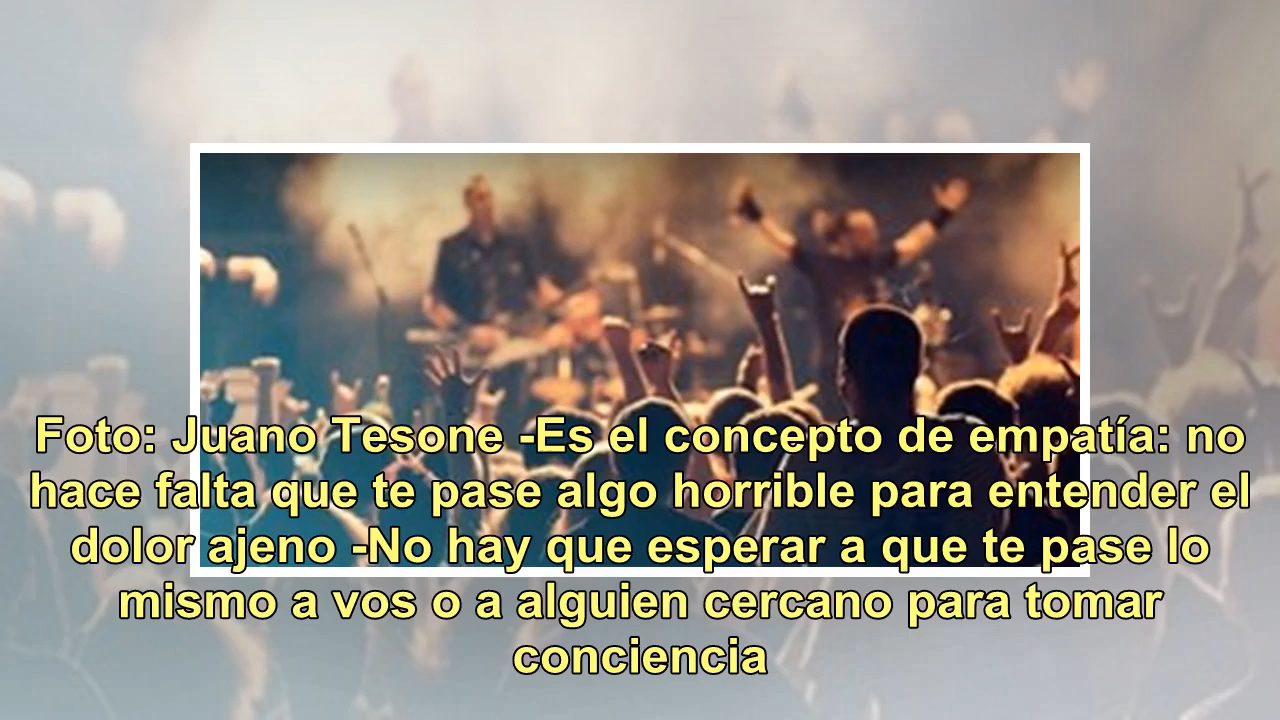 Foto: Juano Tesone -Es el concepto de empatía: no
hace falta que te pase algo horrible para entender el
dolor ajeno -No hay que esperar a que te pase lo
mismo a vos o a alguien cercano para tomar
conciencia